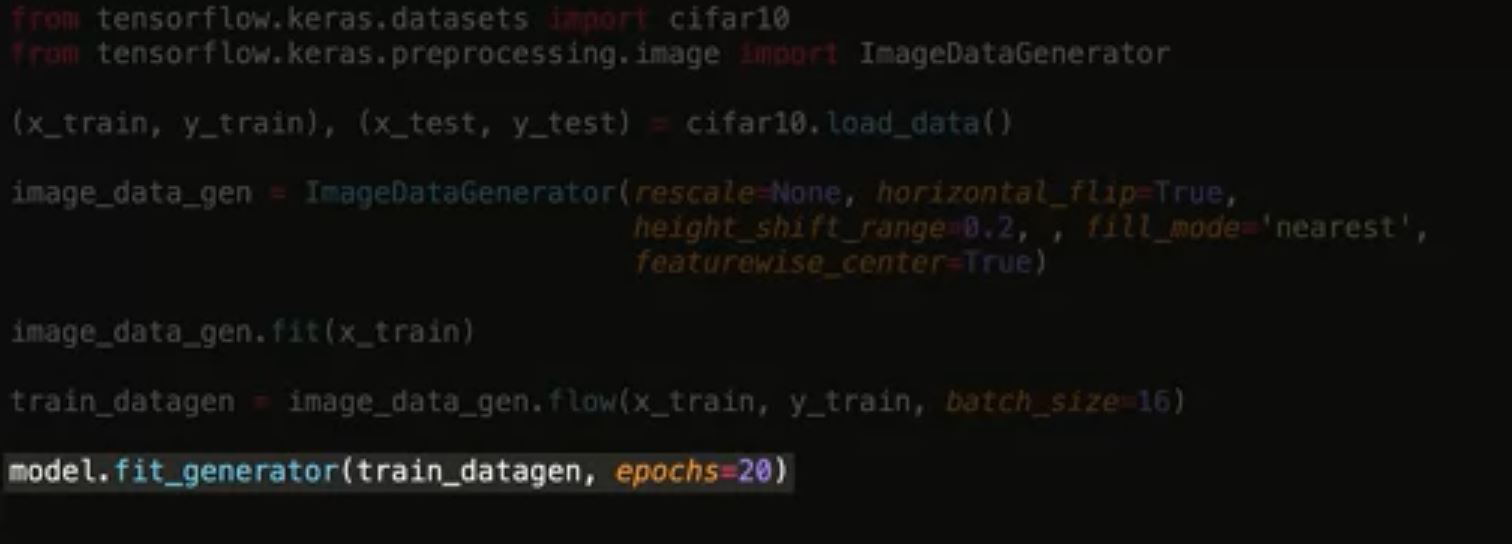 from tensorflow.keras.datasets import cifar10
from tensorflow.keras.preprocessing.image import ImageDataGenerator
(x_train, y_train), (x_test, y_test) = cifar10.load_data()
image_data_gen = ImageDataGenerator(rescale=None, horizontal_flip=True,
height_shift_range=0.2, , fill_mode='nearest',
featurewise_center=True)
image_data_gen.fit(x_train)
train_datagen = image_data_gen.flow(x_train, y_train, batch_size=16)
model.fit_generator(train_datagen, epochs=20)